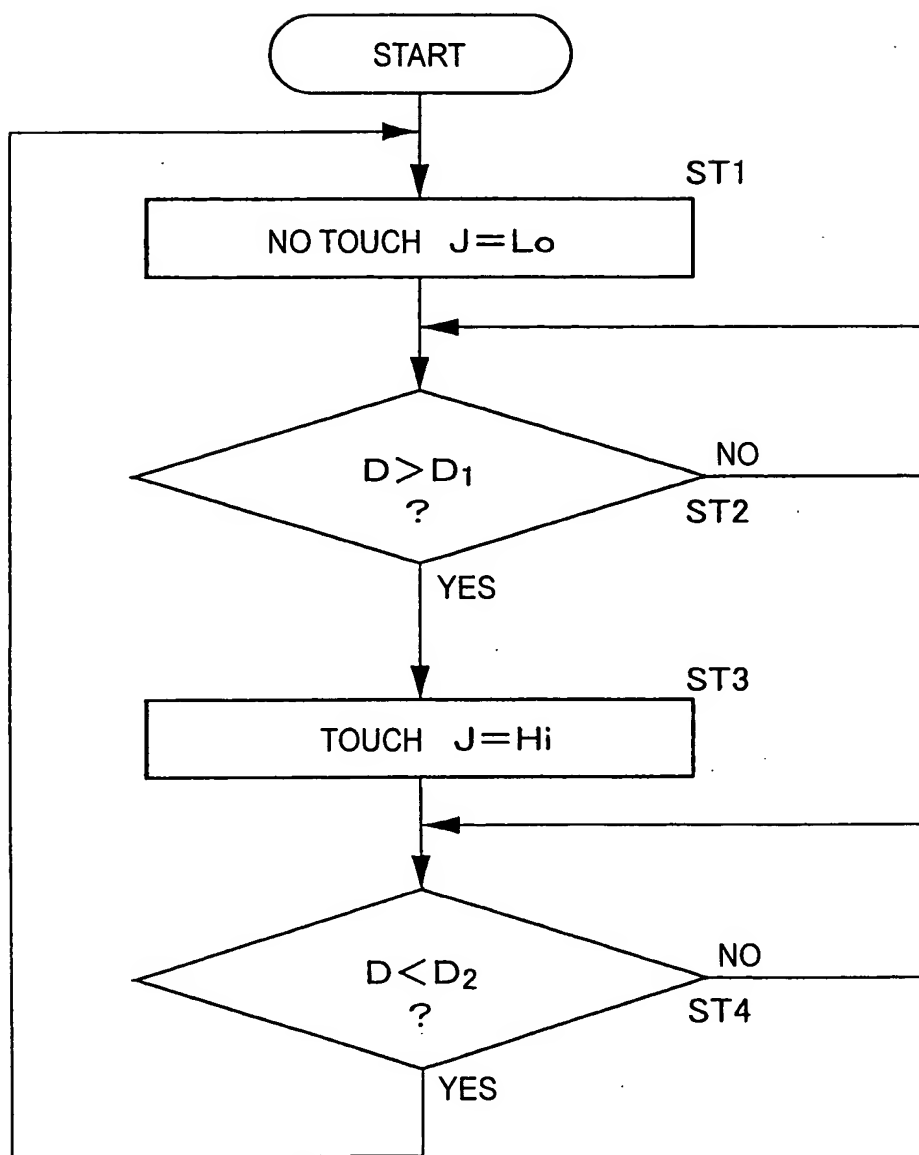 START
ST1
NO TOUCH J=Lo
D>D₁
?
NO
ST2
YES
ST3
TOUCH J=Hi
D<D₂
?
NO
ST4
YES